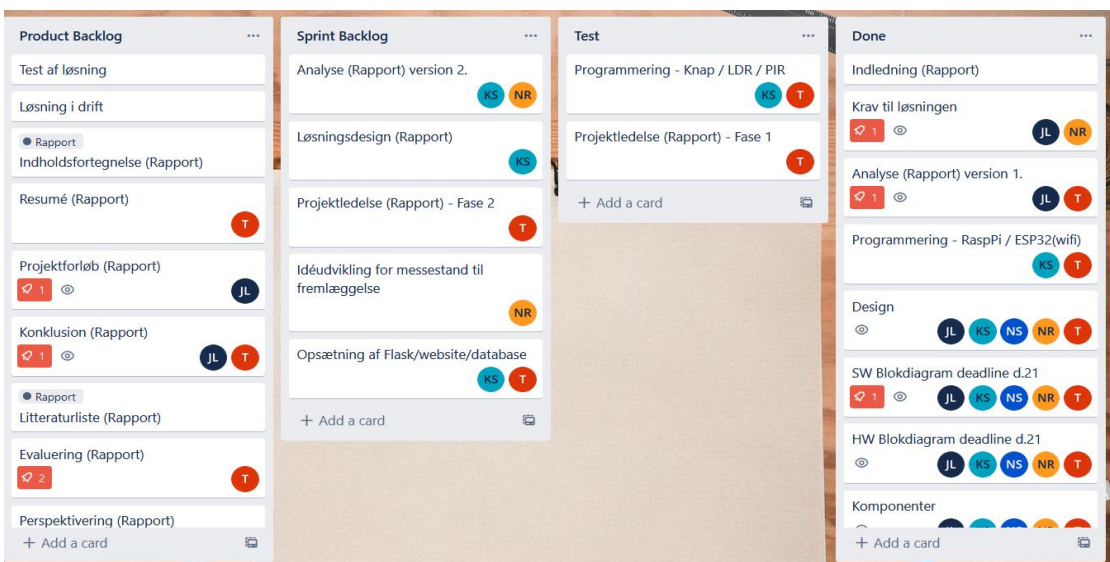 Product Backlog
Test af løsning
Løsning i drift
Rapport
Indholdsfortegnelse (Rapport)
Resumé (Rapport)
T
Projektforløb (Rapport)
1
JL
Konklusion (Rapport)
1
JL T
Rapport
Litteraturliste (Rapport)
Evaluering (Rapport)
2
T
Perspektivering (Rapport)
+ Add a card
Sprint Backlog
Analyse (Rapport) version 2.
KS NR
Løsningsdesign (Rapport)
KS
Projektledelse (Rapport) - Fase 2
T
Idéudvikling for messestand til
fremlæggelse
NR
Opsætning af Flask/website/database
KS T
+ Add a card
Test
Programmering - Knap / LDR / PIR
KS T
Projektledelse (Rapport) - Fase 1
T
+ Add a card
Done
Indledning (Rapport)
Krav til løsningen
1
JL NR
Analyse (Rapport) version 1.
1
JL T
Programmering - RaspPi / ESP32(wifi)
KS T
Design
JL KS NS NR T
SW Blokdiagram deadline d.21
1
JL KS NS NR T
HW Blokdiagram deadline d.21
JL KS NS NR T
Komponenter
+ Add a card